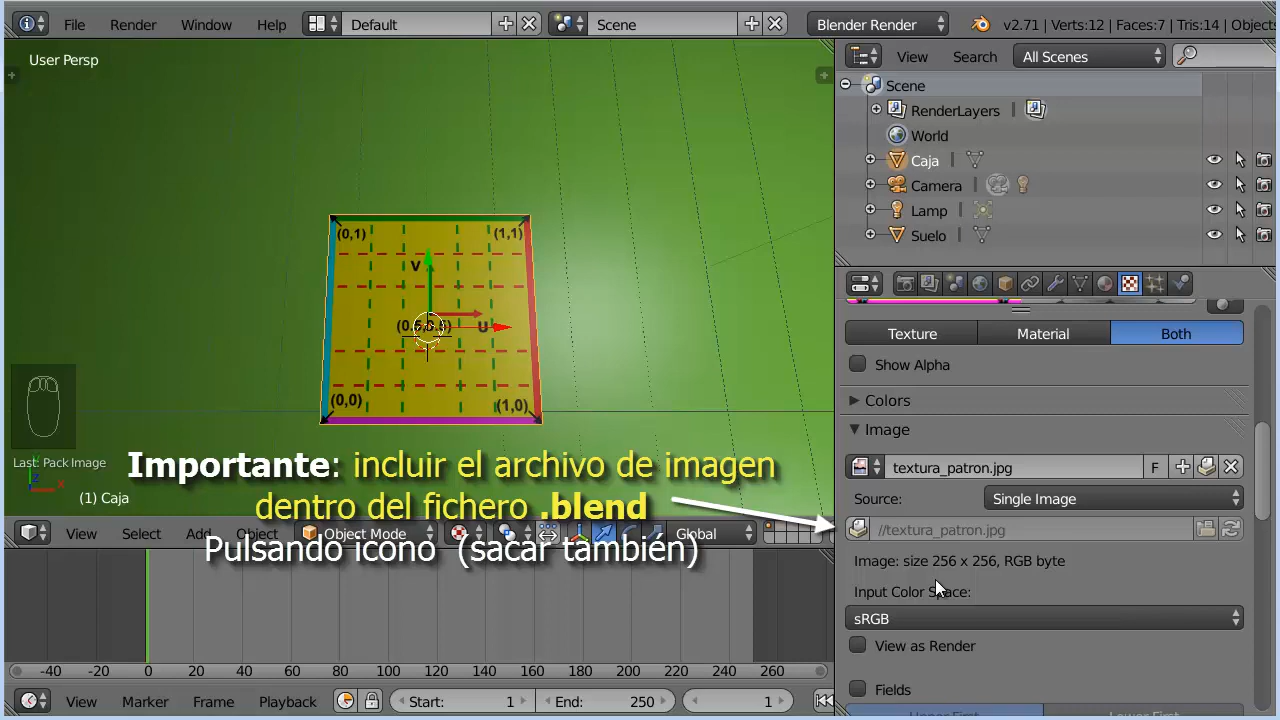 File Render Window Help Default Scene Blender Render v2.71 | Verts:12 | Faces:7 | Tris:14 | Object
User Persp
View Search All Scenes
Scene
RenderLayers
World
Caja
Camera
Lamp
Suelo
(0,1) (1,1)
V
U
(0,0) (1,0)
Texture Material Both
Show Alpha
Colors
Image
Last: Pack Image
Importante: incluir el archivo de imagen
dentro del fichero .blend
Pulsando icono (sacar también)
(1) Caja
textura_patron.jpg F
Source: Single Image
//textura_patron.jpg
Image: size 256 x 256, RGB byte
Input Color Space:
sRGB
View as Render
Fields
Upper First Lower First
View Select Add Object Object Mode Global
-40 -20 0 20 40 60 80 100 120 140 160 180 200 220 240 260
View Marker Frame Playback Start: 1 End: 250 1